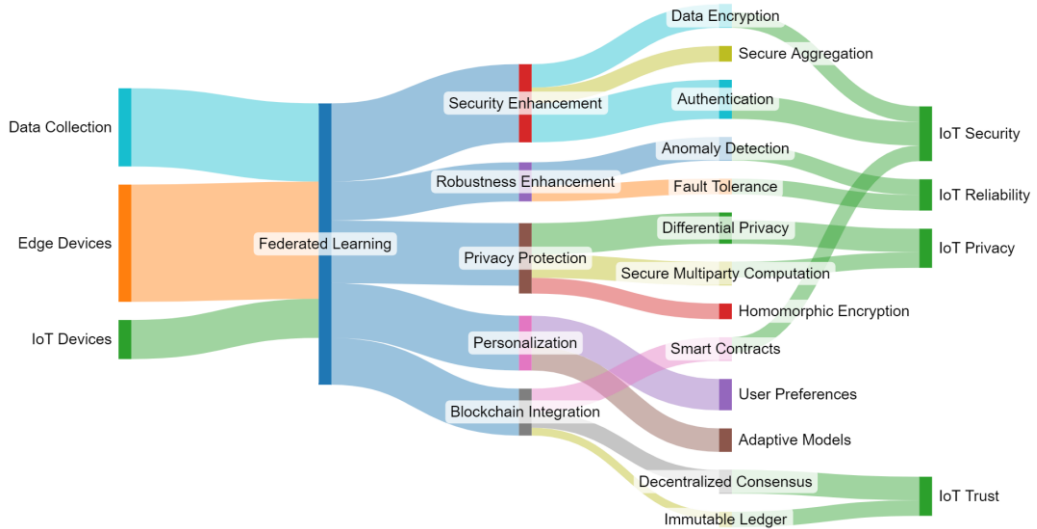 Data Collection
Edge Devices
IoT Devices
Federated Learning
Security Enhancement
Robustness Enhancement
Privacy Protection
Personalization
Blockchain Integration
Data Encryption
Secure Aggregation
Authentication
Anomaly Detection
Fault Tolerance
Differential Privacy
Secure Multiparty Computation
Homomorphic Encryption
Smart Contracts
User Preferences
Adaptive Models
Decentralized Consensus
Immutable Ledger
IoT Security
IoT Reliability
IoT Privacy
IoT Trust